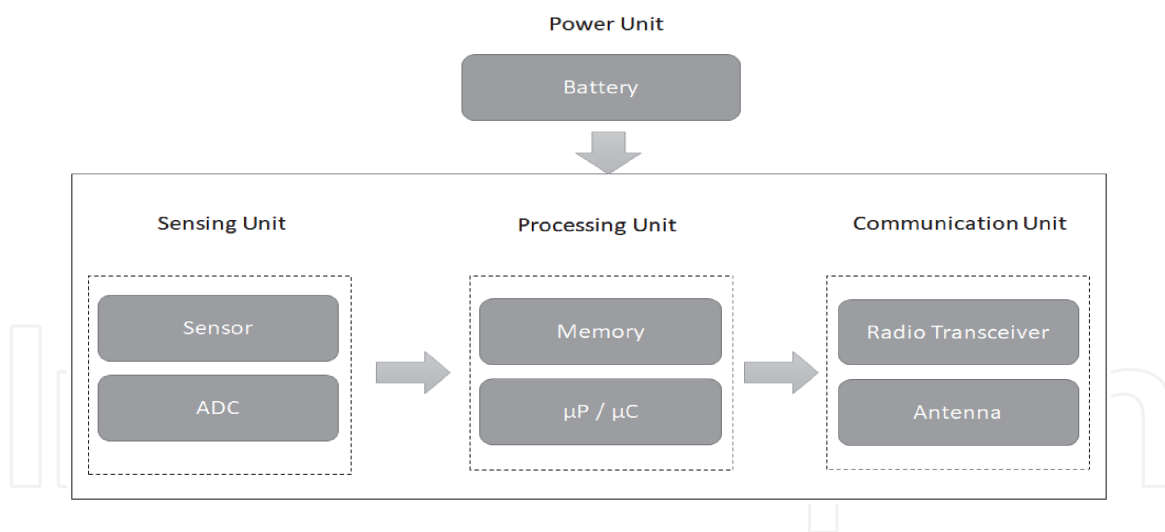 Power Unit
Battery
Sensing Unit
Processing Unit
Communication Unit
Sensor
ADC
Memory
µP / µC
Radio Transceiver
Antenna